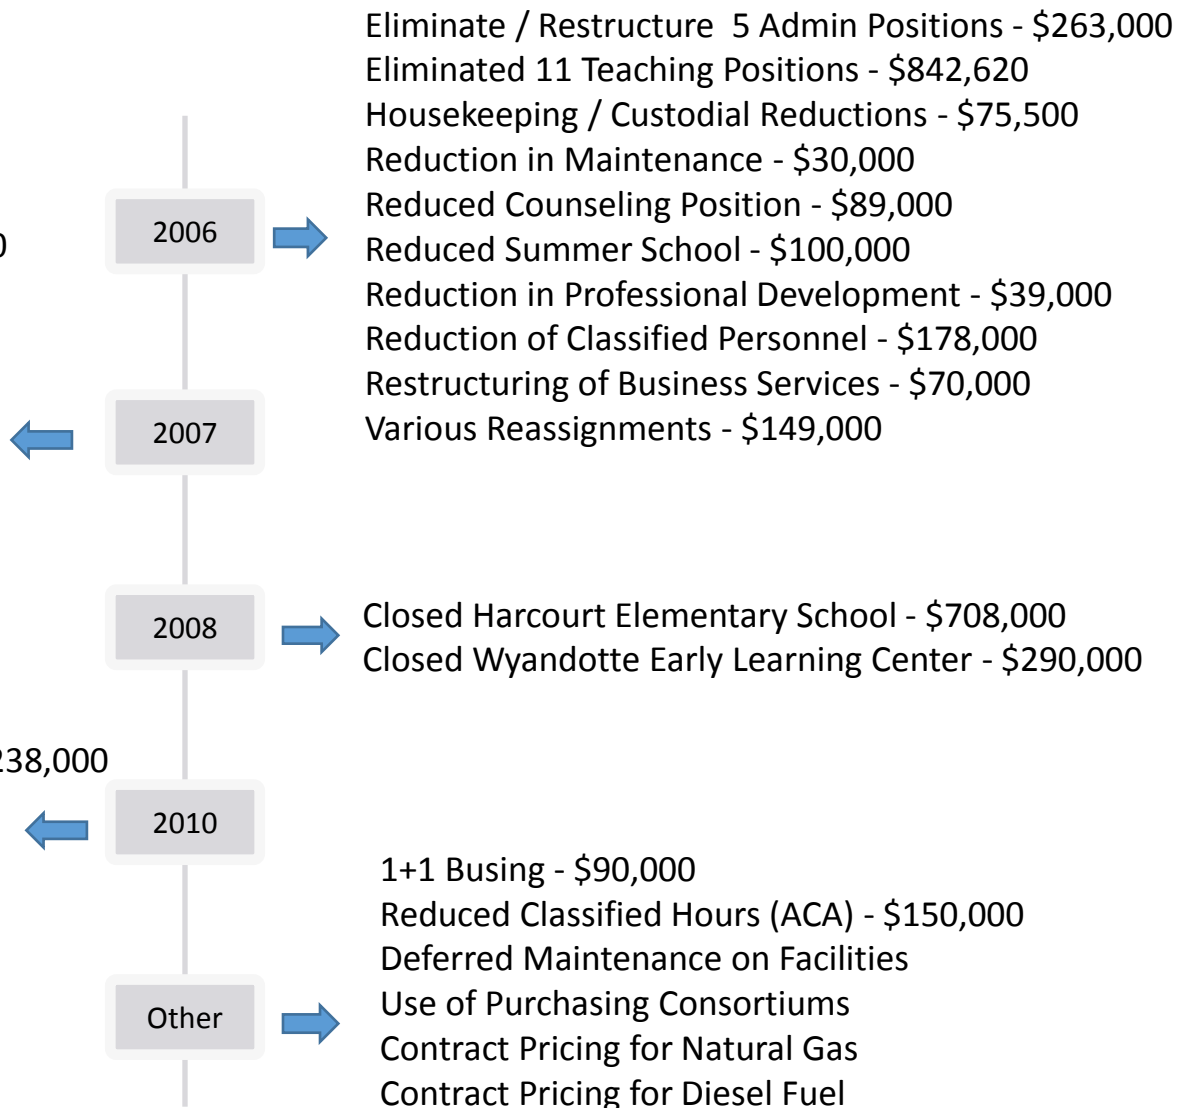 Eliminate / Restructure  5 Admin Positions - $263,000
Eliminated 11 Teaching Positions - $842,620
Housekeeping / Custodial Reductions - $75,500
Reduction in Maintenance - $30,000
2006
Reduced Counseling Position - $89,000
Reduced Summer School - $100,000
Reduction in Professional Development - $39,000
Reduction of Classified Personnel - $178,000
Restructuring of Business Services - $70,000
Various Reassignments - $149,000
2007
2008
Closed Harcourt Elementary School - $708,000
Closed Wyandotte Early Learning Center - $290,000
238,000
2010
1+1 Busing - $90,000
Reduced Classified Hours (ACA) - $150,000
Deferred Maintenance on Facilities
Other
Use of Purchasing Consortiums
Contract Pricing for Natural Gas
Contract Pricing for Diesel Fuel